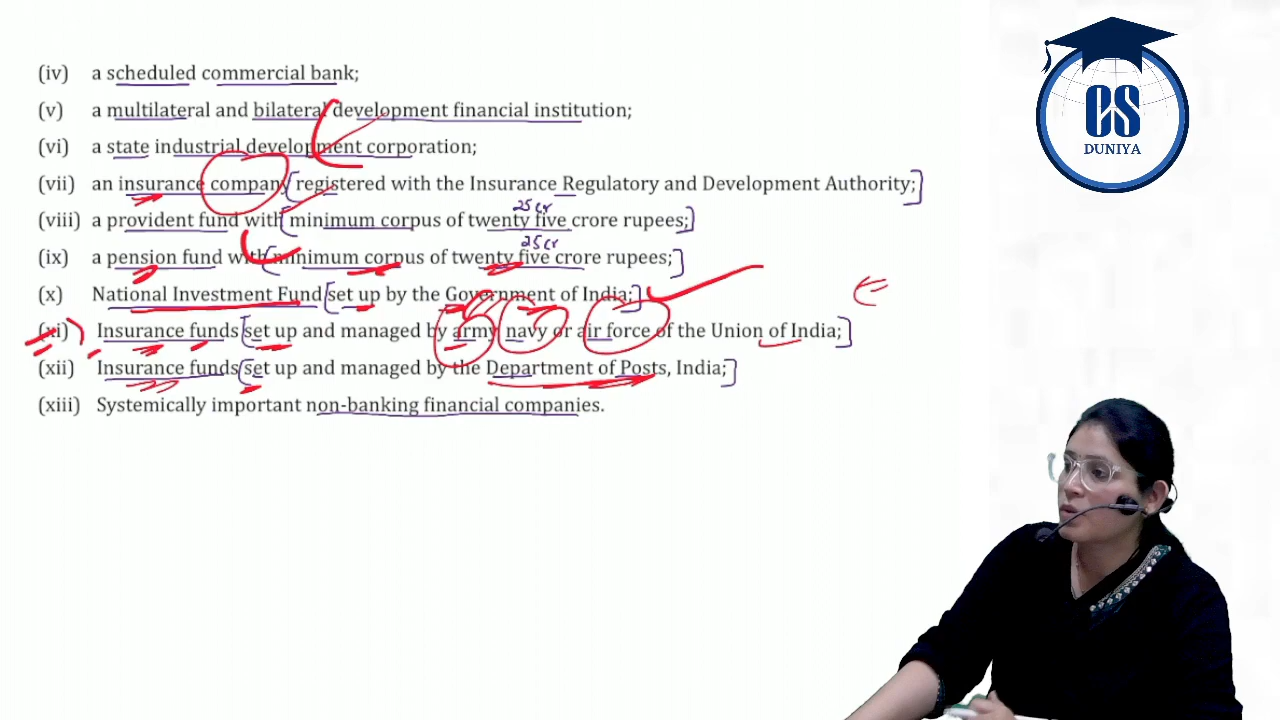 (iv) a scheduled commercial bank;
(v) a multilateral and bilateral development financial institution;
(vi) a state industrial development corporation;
(vii) an insurance company registered with the Insurance Regulatory and Development Authority;
25 cr
(viii) a provident fund with minimum corpus of twenty five crore rupees;
25 cr
(ix) a pension fund with minimum corpus of twenty five crore rupees;
(x) National Investment Fund set up by the Government of India;
(xi) Insurance funds set up and managed by army navy or air force of the Union of India;
(xii) Insurance funds set up and managed by the Department of Posts, India;
(xiii) Systemically important non-banking financial companies.
CS
DUNIYA